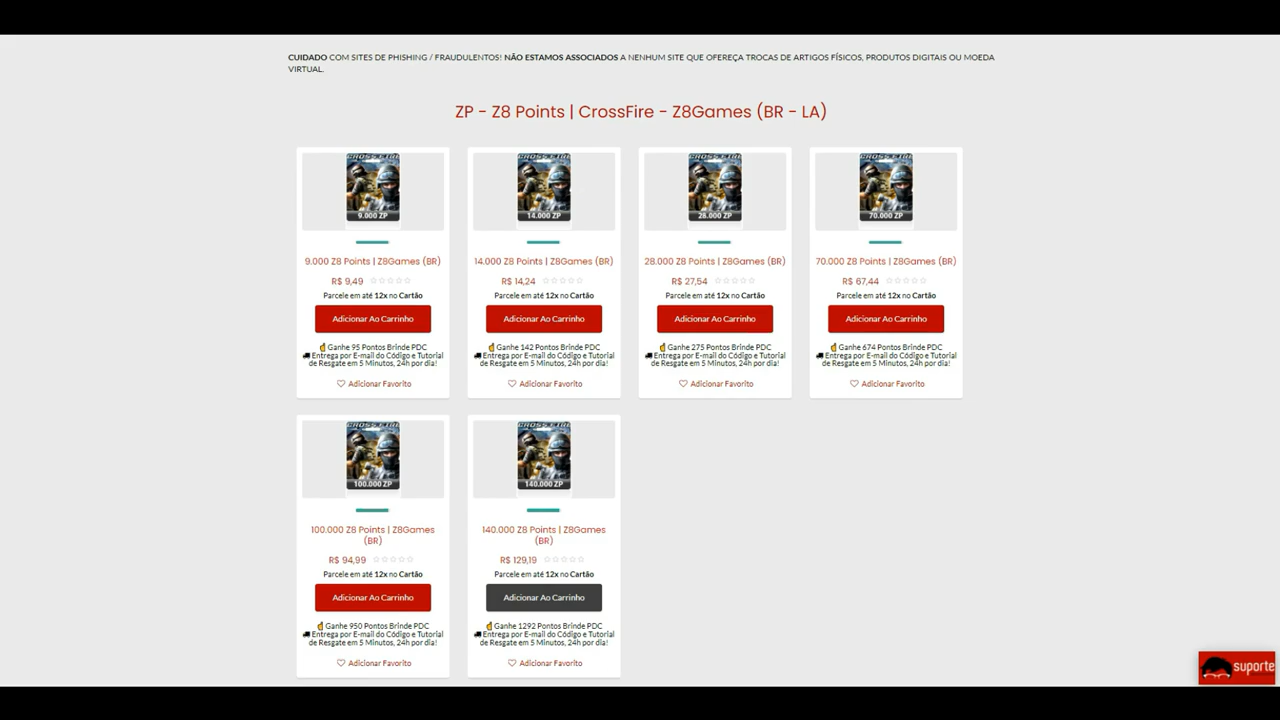 CUIDADO COM SITES DE PHISHING / FRAUDULENTOS! NÃO ESTAMOS ASSOCIADOS A NENHUM SITE QUE OFEREÇA TROCAS DE ARTIGOS FÍSICOS, PRODUTOS DIGITAIS OU MOEDA
VIRTUAL.
ZP - Z8 Points | CrossFire - Z8Games (BR - LA)
CROSS FIRE
9.000 ZP
9.000 Z8 Points | Z8Games (BR)
R$ 9,49
Parcele em até 12x no Cartão
Adicionar Ao Carrinho
Ganhe 95 Pontos Brinde PDC
Entrega por E-mail do Código e Tutorial
de Resgate em 5 Minutos, 24h por dia!
Adicionar Favorito
CROSS FIRE
14.000 ZP
14.000 Z8 Points | Z8Games (BR)
R$ 14,24
Parcele em até 12x no Cartão
Adicionar Ao Carrinho
Ganhe 142 Pontos Brinde PDC
Entrega por E-mail do Código e Tutorial
de Resgate em 5 Minutos, 24h por dia!
Adicionar Favorito
CROSS FIRE
28.000 ZP
28.000 Z8 Points | Z8Games (BR)
R$ 27,54
Parcele em até 12x no Cartão
Adicionar Ao Carrinho
Ganhe 275 Pontos Brinde PDC
Entrega por E-mail do Código e Tutorial
de Resgate em 5 Minutos, 24h por dia!
Adicionar Favorito
CROSS FIRE
70.000 ZP
70.000 Z8 Points | Z8Games (BR)
R$ 67,44
Parcele em até 12x no Cartão
Adicionar Ao Carrinho
Ganhe 674 Pontos Brinde PDC
Entrega por E-mail do Código e Tutorial
de Resgate em 5 Minutos, 24h por dia!
Adicionar Favorito
CROSS FIRE
100.000 ZP
100.000 Z8 Points | Z8Games
(BR)
R$ 94,99
Parcele em até 12x no Cartão
Adicionar Ao Carrinho
Ganhe 950 Pontos Brinde PDC
Entrega por E-mail do Código e Tutorial
de Resgate em 5 Minutos, 24h por dia!
Adicionar Favorito
CROSS FIRE
140.000 ZP
140.000 Z8 Points | Z8Games
(BR)
R$ 129,19
Parcele em até 12x no Cartão
Adicionar Ao Carrinho
Ganhe 1292 Pontos Brinde PDC
Entrega por E-mail do Código e Tutorial
de Resgate em 5 Minutos, 24h por dia!
Adicionar Favorito
suporte